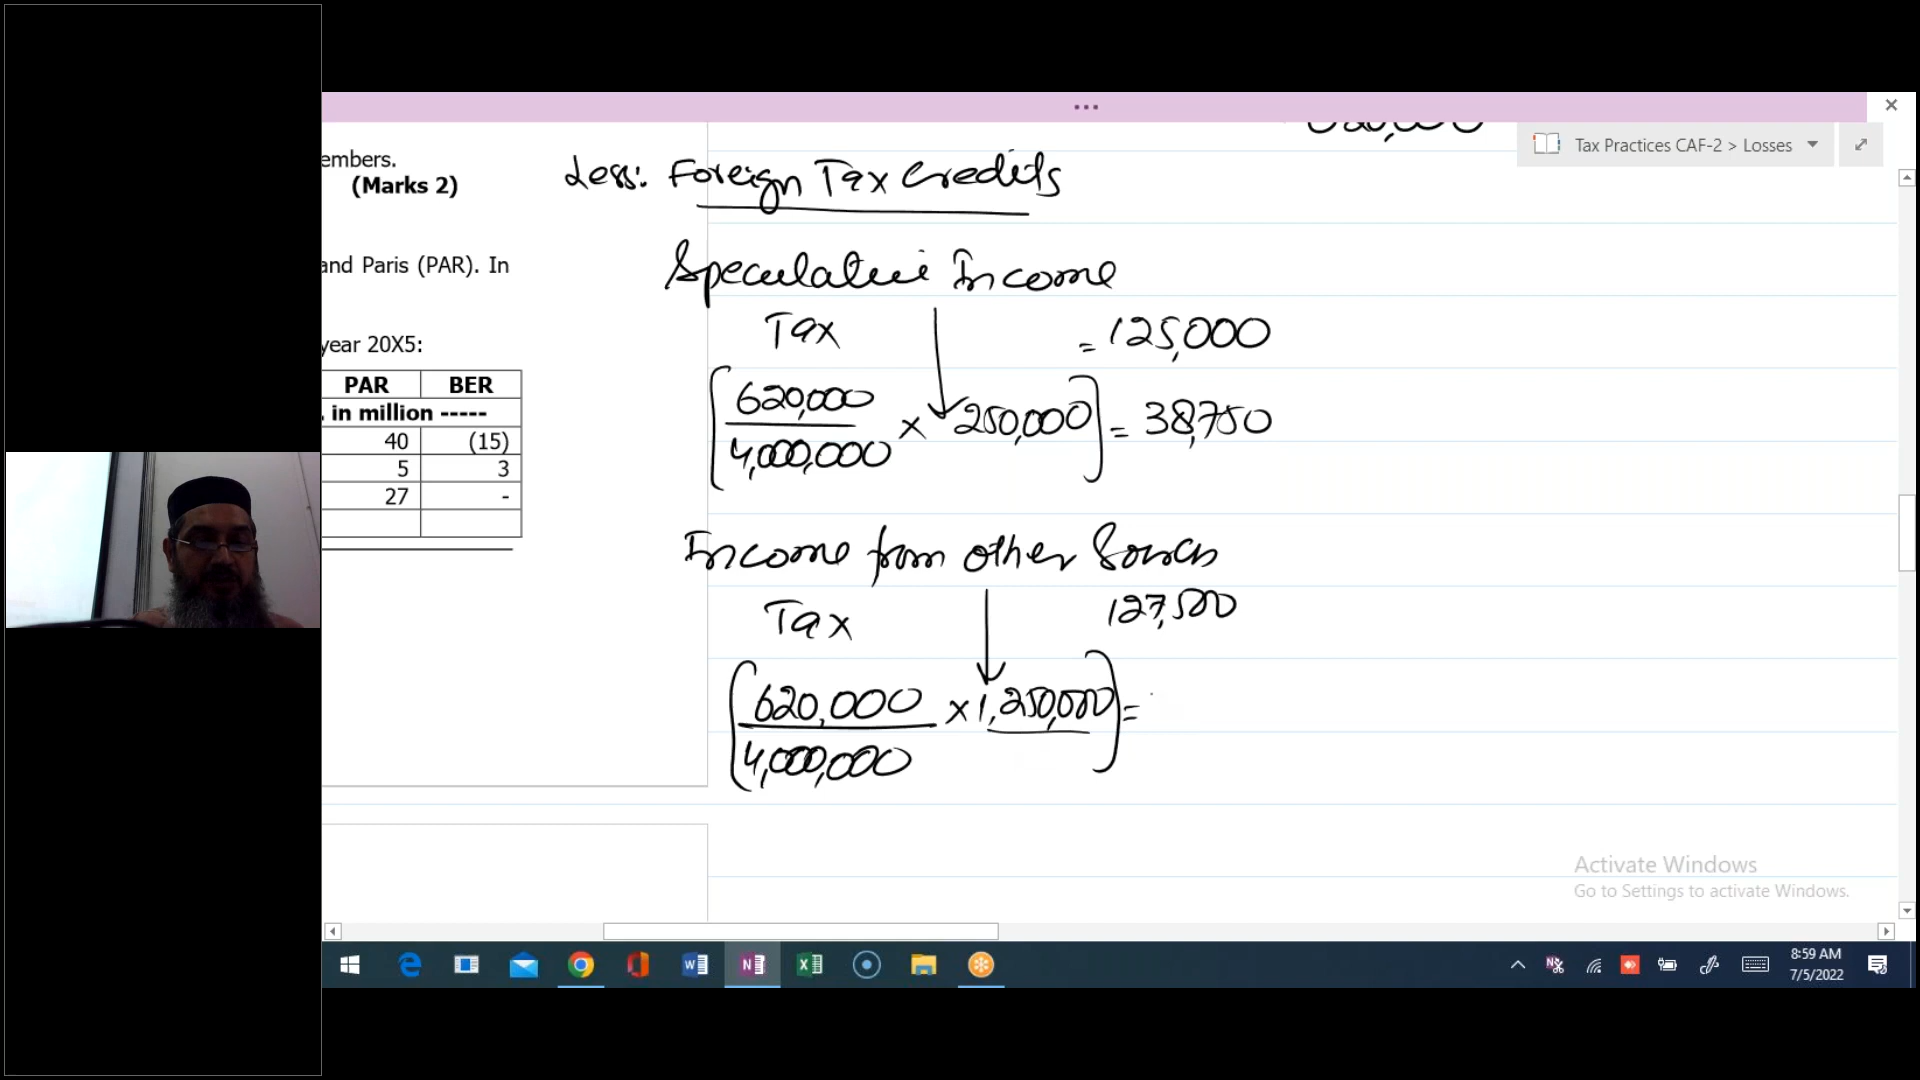 ...
Tax Practices CAF-2 > Losses
embers.
(Marks 2)
and Paris (PAR). In
year 20X5:
PAR BER
. in million -----
40 (15)
5 3
27 -
Less: Foreign Tax Credits
Speculative Income
Tax = 125,000
[620,000 / 4,000,000 × 250,000] = 38,750
Income from other Sources
Tax 127,500
[620,000 / 4,000,000 × 1,250,000] =
Activate Windows
Go to Settings to activate Windows.
8:59 AM
7/5/2022